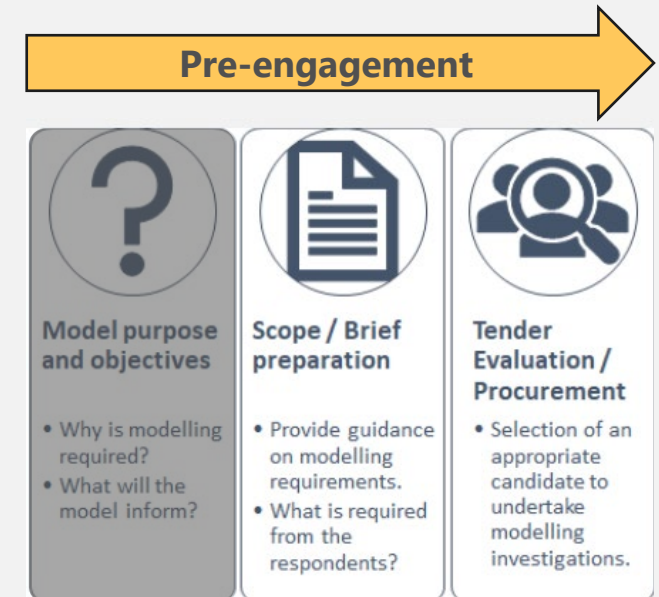 Pre-engagement
Model purpose
and objectives
• Why is modelling
required?
• What will the
model inform?
Scope / Brief
preparation
• Provide guidance
on modelling
requirements.
• What is required
from the
respondents?
Tender
Evaluation /
Procurement
• Selection of an
appropriate
candidate to
undertake
modelling
investigations.